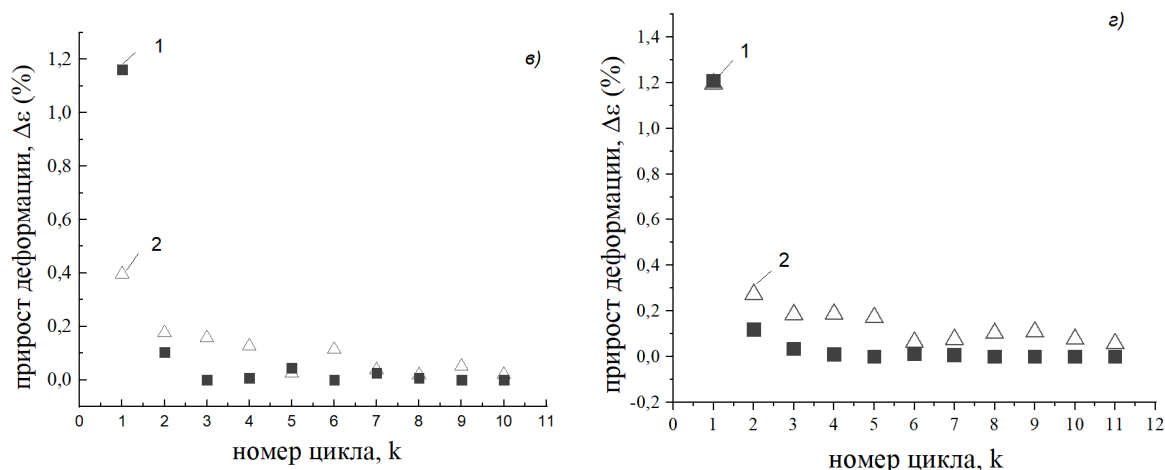 в)
прирост деформации, Δε (%)
1,2
1,0
0,8
0,6
0,4
0,2
0,0
1
2
0 1 2 3 4 5 6 7 8 9 10 11
номер цикла, k
г)
прирост деформации, Δε (%)
1,4
1,2
1,0
0,8
0,6
0,4
0,2
0,0
-0,2
1
2
0 1 2 3 4 5 6 7 8 9 10 11 12
номер цикла, k